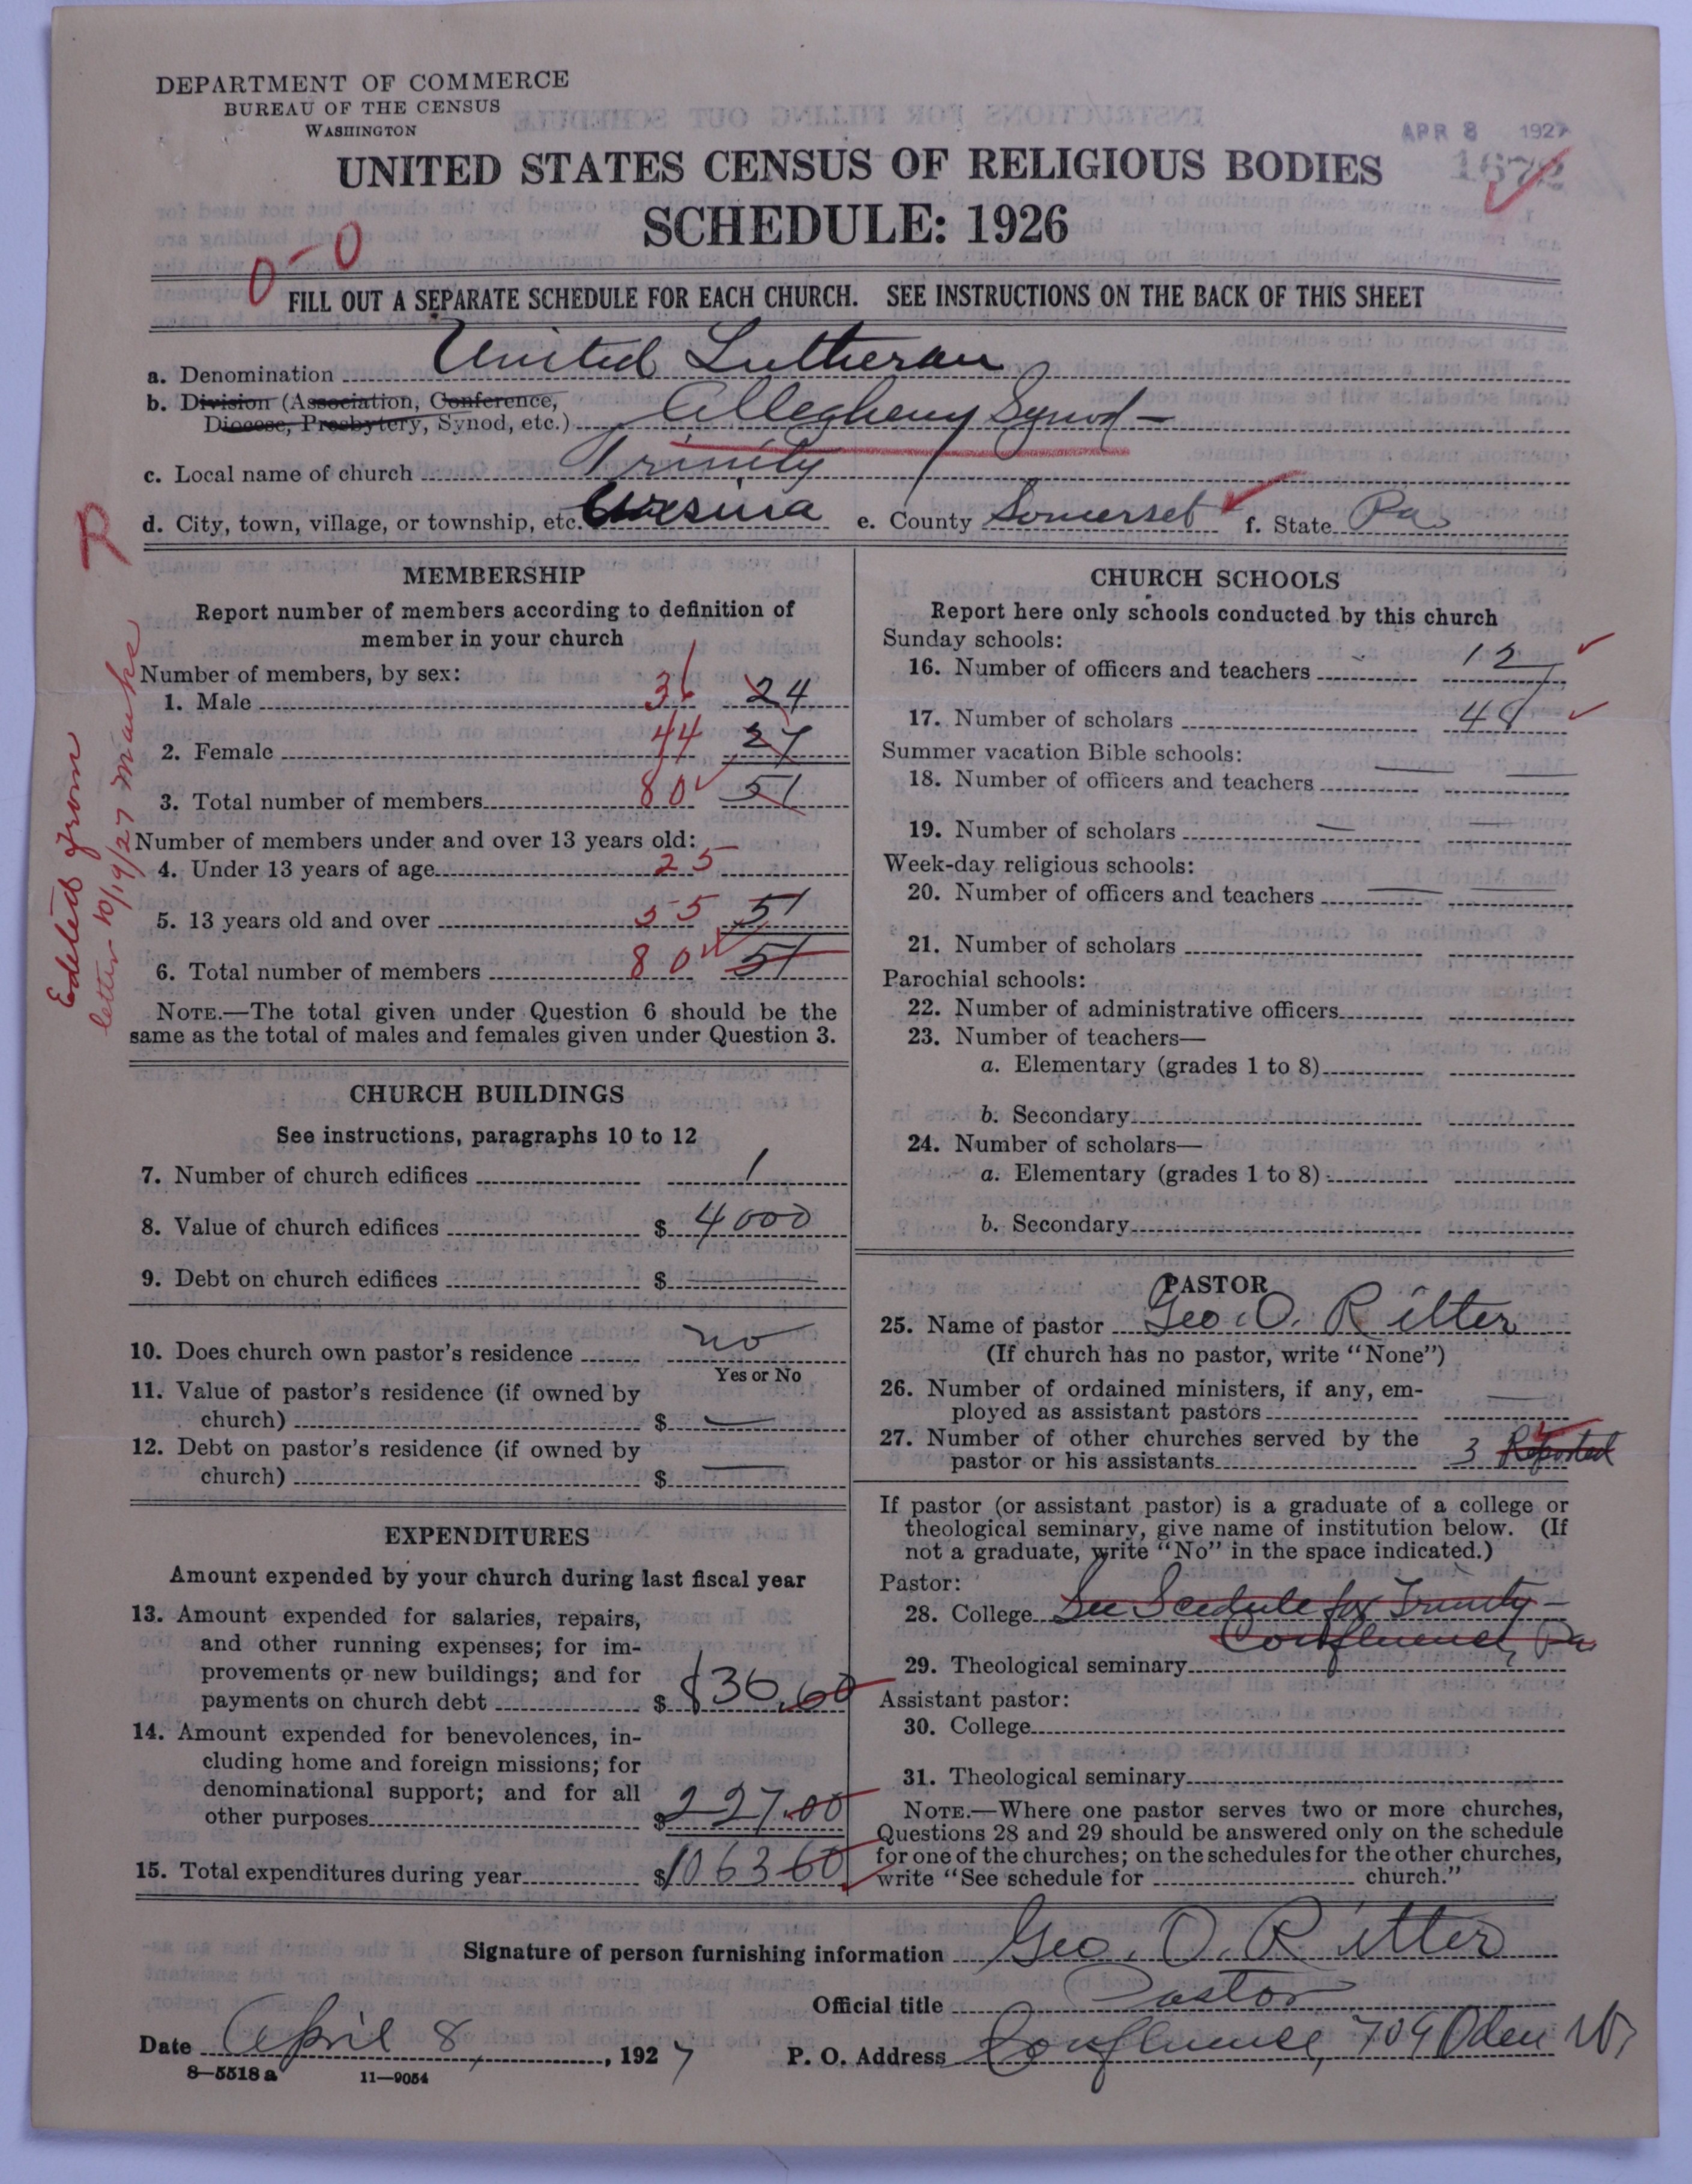 DEPARTMENT OF COMMERCE
BUREAU OF THE CENSUS
WASHINGTON
APR 8 1927
1672
UNITED STATES CENSUS OF RELIGIOUS BODIES
SCHEDULE: 1926
0-0
FILL OUT A SEPARATE SCHEDULE FOR EACH CHURCH. SEE INSTRUCTIONS ON THE BACK OF THIS SHEET
a. Denomination United Lutheran
b. Division (Association, Conference,
Diocese, Presbytery, Synod, etc.) Allegheny Synod-
c. Local name of church Trinity
d. City, town, village, or township, etc. Ursina e. County Somerset f. State Pa
R
Edited from
letter 10/19/27
MEMBERSHIP
Report number of members according to definition of
member in your church
Number of members, by sex:
1. Male 36 24
2. Female 44 27
3. Total number of members 80 51
Number of members under and over 13 years old:
4. Under 13 years of age 25 —
5. 13 years old and over 55 51
6. Total number of members 80 51
NOTE.—The total given under Question 6 should be the
same as the total of males and females given under Question 3.
CHURCH BUILDINGS
See instructions, paragraphs 10 to 12
7. Number of church edifices 1
8. Value of church edifices $ 4000
9. Debt on church edifices $ —
10. Does church own pastor's residence no
Yes or No
11. Value of pastor's residence (if owned by
church) $ —
12. Debt on pastor's residence (if owned by
church) $ —
EXPENDITURES
Amount expended by your church during last fiscal year
13. Amount expended for salaries, repairs,
and other running expenses; for im-
provements or new buildings; and for
payments on church debt $ 836.60
14. Amount expended for benevolences, in-
cluding home and foreign missions; for
denominational support; and for all
other purposes $ 227.00
15. Total expenditures during year $ 1063 60
CHURCH SCHOOLS
Report here only schools conducted by this church
Sunday schools:
16. Number of officers and teachers 12
17. Number of scholars 48
Summer vacation Bible schools:
18. Number of officers and teachers — —
19. Number of scholars — —
Week-day religious schools:
20. Number of officers and teachers — —
21. Number of scholars
Parochial schools:
22. Number of administrative officers
23. Number of teachers—
a. Elementary (grades 1 to 8)
b. Secondary
24. Number of scholars—
a. Elementary (grades 1 to 8)
b. Secondary
PASTOR
25. Name of pastor Geo. O. Ritter
(If church has no pastor, write "None")
26. Number of ordained ministers, if any, em-
ployed as assistant pastors —
27. Number of other churches served by the
pastor or his assistants 3 Reported
If pastor (or assistant pastor) is a graduate of a college or
theological seminary, give name of institution below. (If
not a graduate, write "No" in the space indicated.)
Pastor:
28. College See Scedule for Trinity-
Confluence, Pa
29. Theological seminary
Assistant pastor:
30. College
31. Theological seminary
NOTE.—Where one pastor serves two or more churches,
Questions 28 and 29 should be answered only on the schedule
for one of the churches; on the schedules for the other churches,
write "See schedule for church."
Signature of person furnishing information Geo. O. Ritter
Official title Pastor
Date April 8, 1927 P. O. Address Confluence, 709 Oden
8—5518 a 11—9054